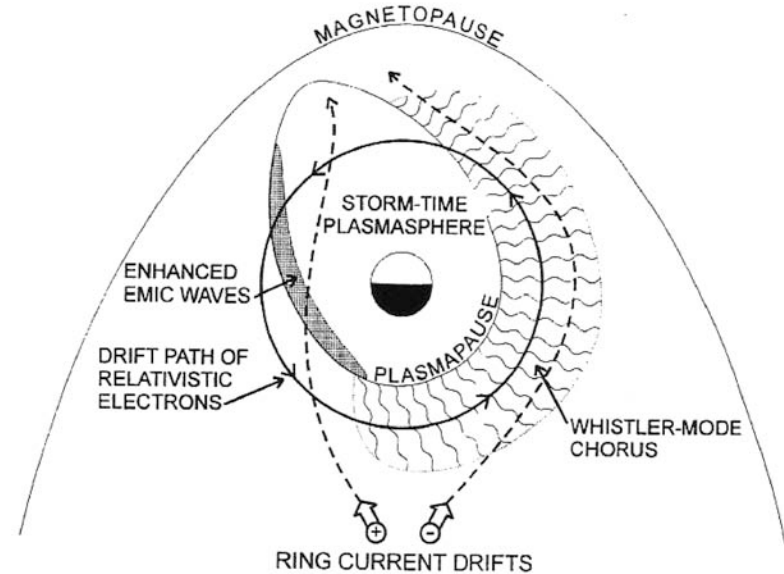 MAGNETOPAUSE
STORM-TIME
PLASMASPHERE
ENHANCED
EMIC WAVES
PLASMAPAUSE
DRIFT PATH OF
RELATIVISTIC
ELECTRONS
WHISTLER-MODE
CHORUS
+ −
RING CURRENT DRIFTS